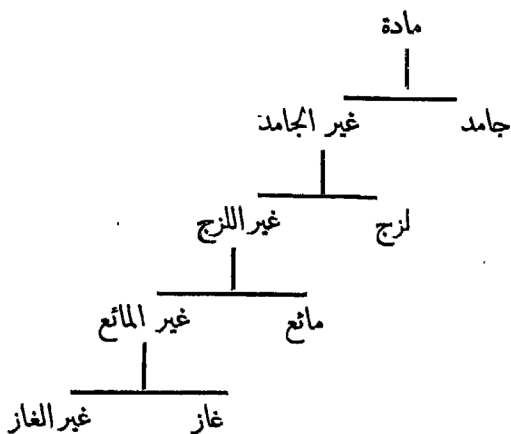 مادة
جامد غير الجامد
لزج غير اللزج
مائع غير المائع
غاز غير الغاز